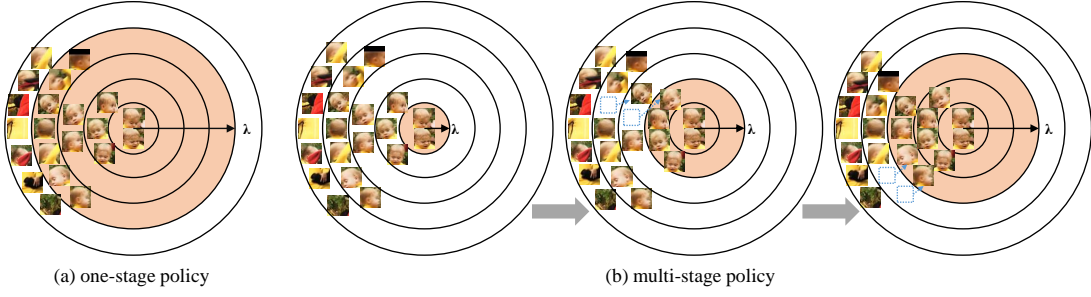 λ
λ
λ
λ
(a) one-stage policy
(b) multi-stage policy